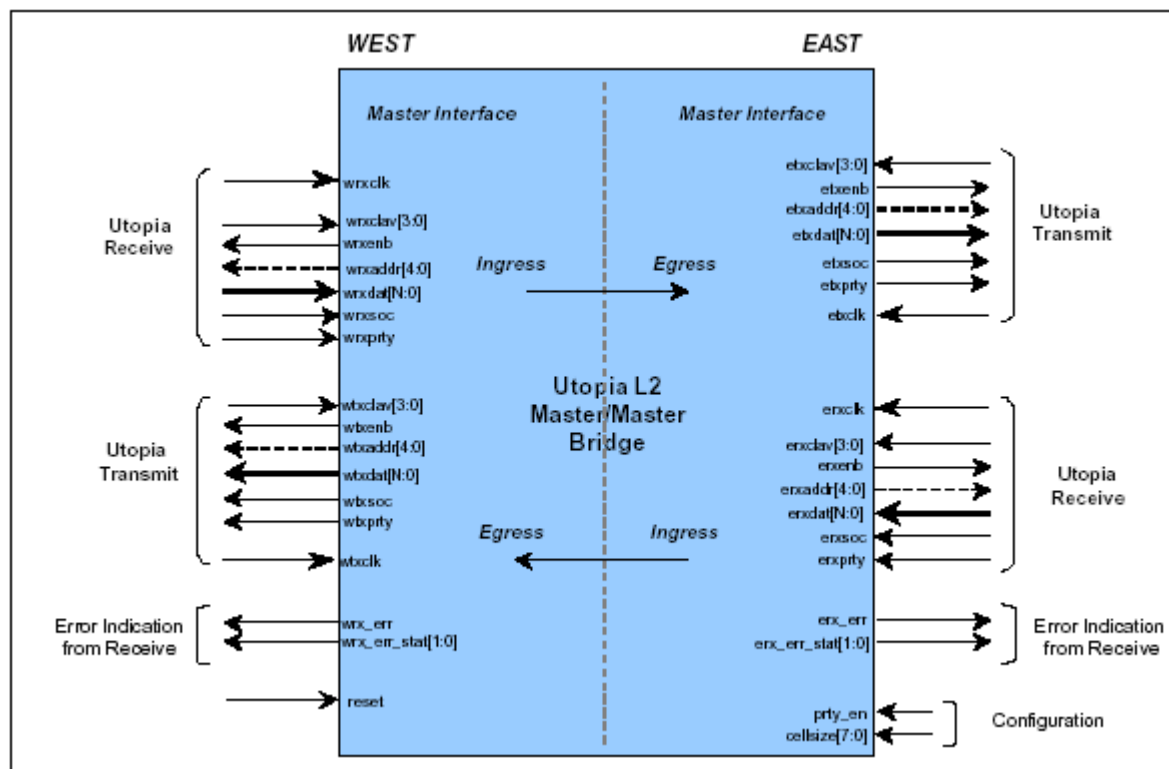 WEST
EAST
Master Interface
Master Interface
Utopia
Receive
wrxclk
wrxclav[3:0]
wrxenb
wrxaddr[4:0]
wrxdat[N:0]
wrxsoc
wrxprty
etxclav[3:0]
etxenb
etxaddr[4:0]
etxdat[N:0]
etxsoc
etxprty
etxclk
Utopia
Transmit
Ingress
Egress
Utopia L2
Master/Master
Bridge
Utopia
Transmit
wtxclav[3:0]
wtxenb
wtxaddr[4:0]
wtxdat[N:0]
wtxsoc
wtxprty
wtxclk
erxclk
erxclav[3:0]
erxenb
erxaddr[4:0]
erxdat[N:0]
erxsoc
erxprty
Utopia
Receive
Egress
Ingress
Error Indication
from Receive
wrx_err
wrx_err_stat[1:0]
erx_err
erx_err_stat[1:0]
Error Indication
from Receive
reset
prty_en
cellsize[7:0]
Configuration